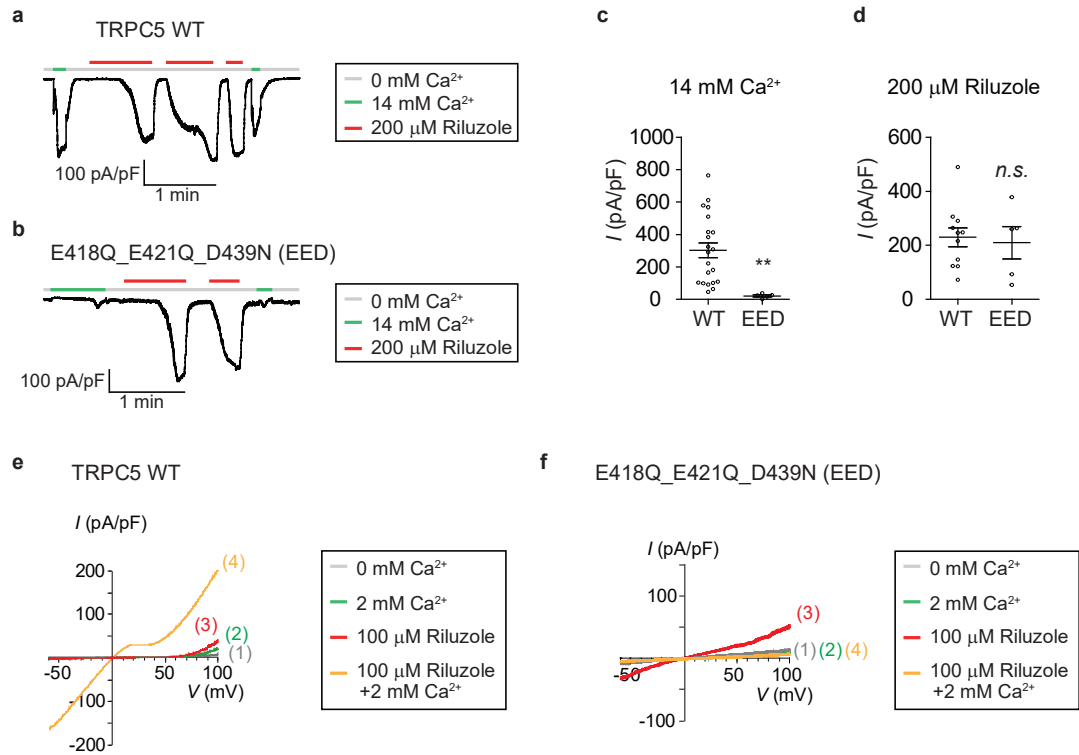 a
TRPC5 WT
0 mM Ca²⁺
14 mM Ca²⁺
200 μM Riluzole
100 pA/pF
1 min
b
E418Q_E421Q_D439N (EED)
0 mM Ca²⁺
14 mM Ca²⁺
200 μM Riluzole
100 pA/pF
1 min
c
14 mM Ca²⁺
I (pA/pF)
1000
800
600
400
200
0
**
WT EED
d
200 μM Riluzole
I (pA/pF)
600
400
200
0
n.s.
WT EED
e
TRPC5 WT
I (pA/pF)
200
100
-100
-200
-50 50 100
V (mV)
(4)
(3)
(2)
(1)
0 mM Ca²⁺
2 mM Ca²⁺
100 μM Riluzole
100 μM Riluzole
+2 mM Ca²⁺
f
E418Q_E421Q_D439N (EED)
I (pA/pF)
100
-100
-50 50 100
V (mV)
(3)
(1) (2) (4)
0 mM Ca²⁺
2 mM Ca²⁺
100 μM Riluzole
100 μM Riluzole
+2 mM Ca²⁺